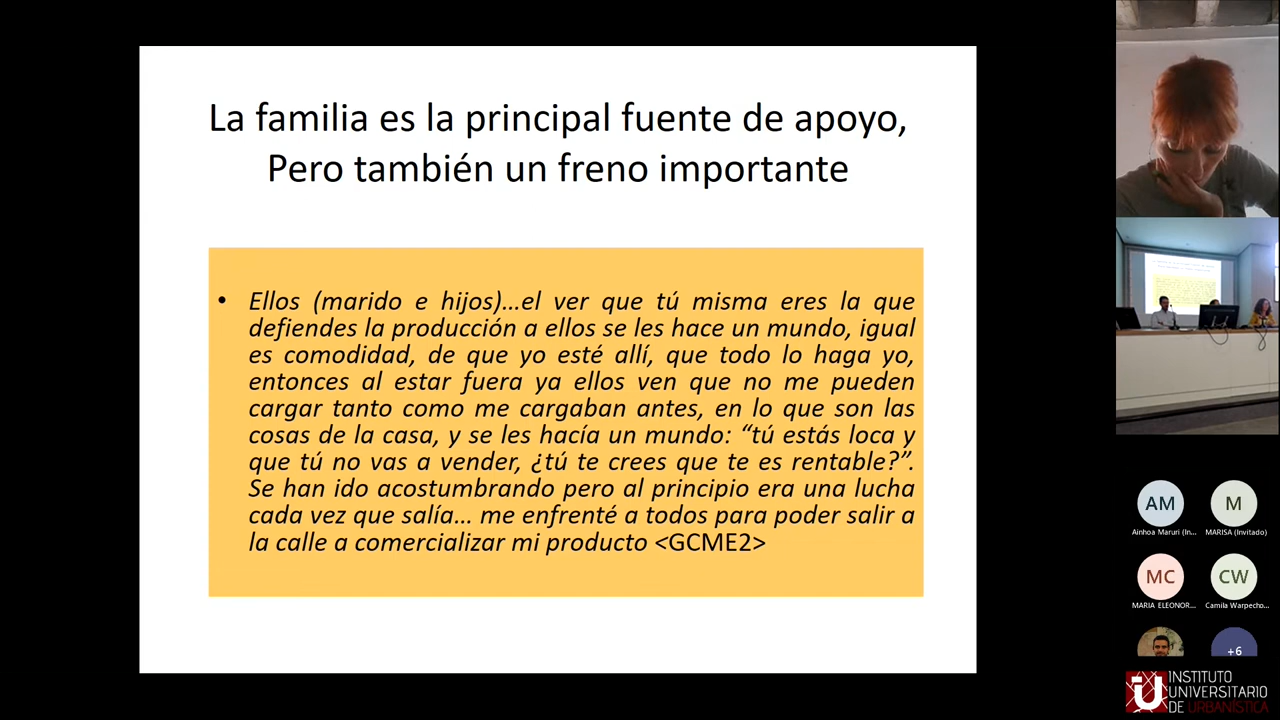 La familia es la principal fuente de apoyo,
Pero también un freno importante
• Ellos (marido e hijos)…el ver que tú misma eres la que
defiendes la producción a ellos se les hace un mundo, igual
es comodidad, de que yo esté allí, que todo lo haga yo,
entonces al estar fuera ya ellos ven que no me pueden
cargar tanto como me cargaban antes, en lo que son las
cosas de la casa, y se les hacía un mundo: “tú estás loca y
que tú no vas a vender, ¿tú te crees que te es rentable?”.
Se han ido acostumbrando pero al principio era una lucha
cada vez que salía… me enfrenté a todos para poder salir a
la calle a comercializar mi producto <GCME2>
AM
M
Ainhoa Maruri (In...
MARISA (Invitado)
MC
CW
MARIA ELEONOR...
Camila Warpecho...
+6
INSTITUTO
UNIVERSITARIO
DE URBANÍSTICA